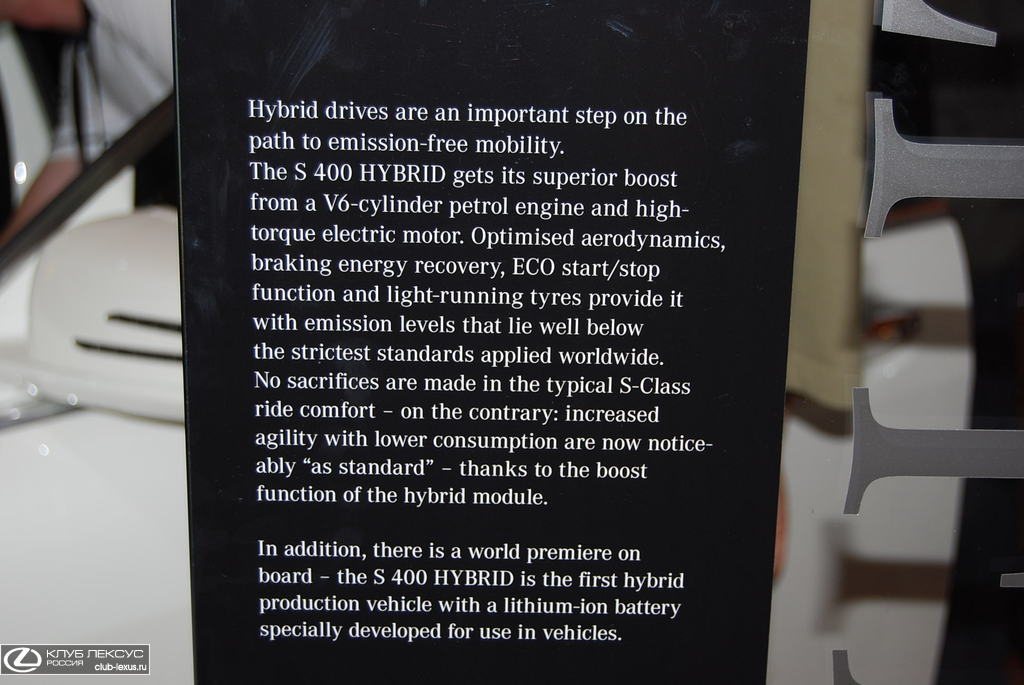 Hybrid drives are an important step on the
path to emission-free mobility.
The S 400 HYBRID gets its superior boost
from a V6-cylinder petrol engine and high-
torque electric motor. Optimised aerodynamics,
braking energy recovery, ECO start/stop
function and light-running tyres provide it
with emission levels that lie well below
the strictest standards applied worldwide.
No sacrifices are made in the typical S-Class
ride comfort – on the contrary: increased
agility with lower consumption are now notice-
ably “as standard” – thanks to the boost
function of the hybrid module.
In addition, there is a world premiere on
board – the S 400 HYBRID is the first hybrid
production vehicle with a lithium-ion battery
specially developed for use in vehicles.
КЛУБ ЛЕКСУС
РОССИЯ club-lexus.ru